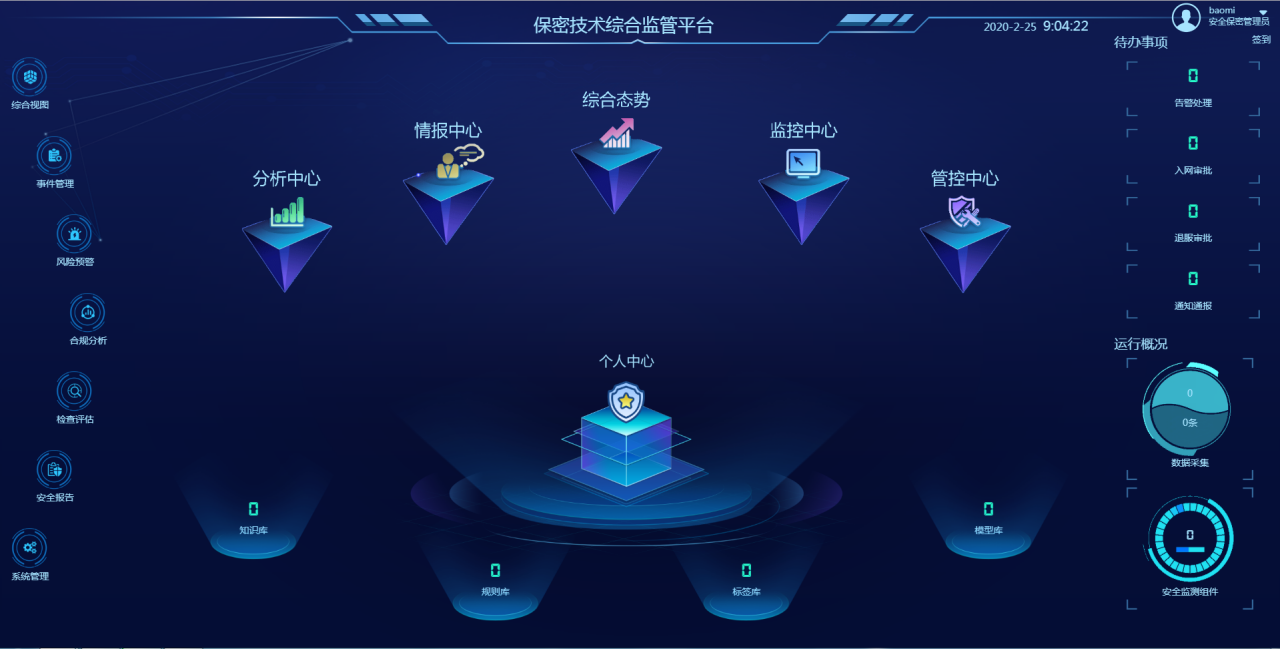 保密技术综合监管平台
2020-2-25 9:04:22
baomi
安全保密管理员
签到
综合视图
事件管理
风险预警
合规分析
检查评估
安全报告
系统管理
分析中心
情报中心
综合态势
监控中心
管控中心
个人中心
0
知识库
0
规则库
0
标签库
0
模型库
待办事项
0
告警处理
0
入网审批
0
退服审批
0
通知通报
运行概况
0
0条
数据采集
0
安全监测组件